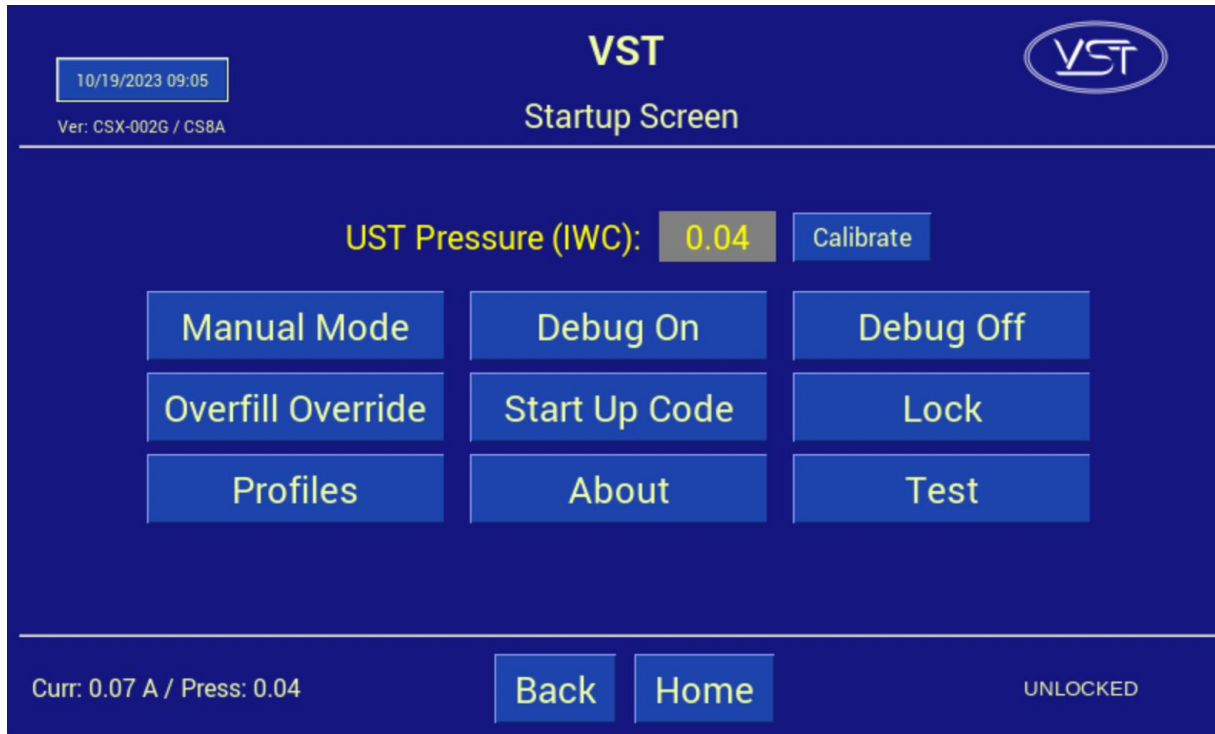 VST
VST
10/19/2023 09:05
Ver: CSX-002G / CS8A
Startup Screen
UST Pressure (IWC): 0.04 Calibrate
Manual Mode Debug On Debug Off
Overfill Override Start Up Code Lock
Profiles About Test
Curr: 0.07 A / Press: 0.04 Back Home UNLOCKED